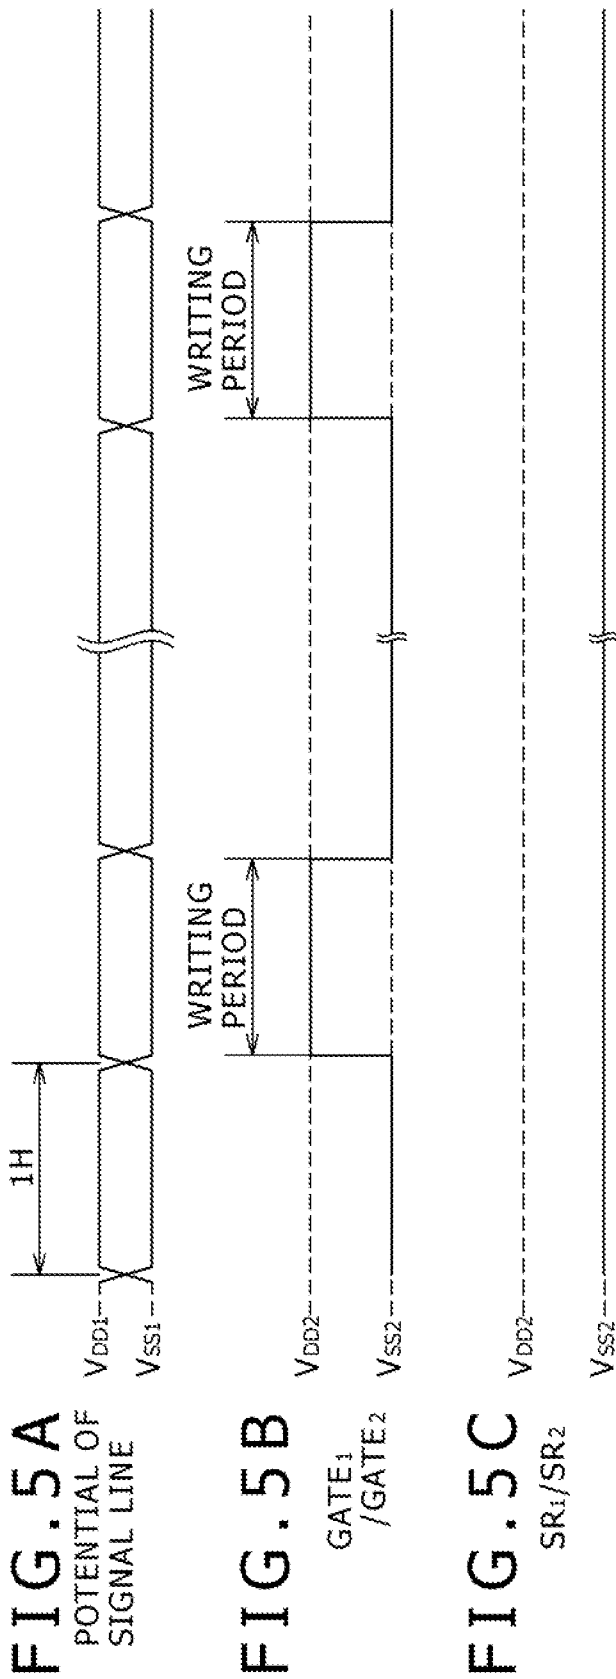 FIG.5A
POTENTIAL OF
SIGNAL LINE
VDD1
VSS1
1H
FIG.5B
GATE1
/GATE2
VDD2
VSS2
WRITING
PERIOD
WRITING
PERIOD
FIG.5C
SR1/SR2
VDD2
VSS2